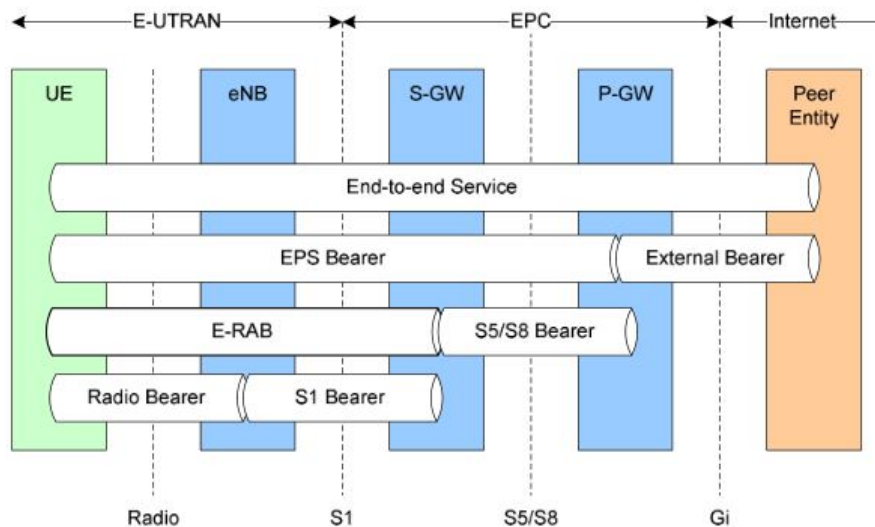 E-UTRAN
EPC
Internet
UE
eNB
S-GW
P-GW
Peer
Entity
End-to-end Service
EPS Bearer
External Bearer
E-RAB
S5/S8 Bearer
Radio Bearer
S1 Bearer
Radio
S1
S5/S8
Gi